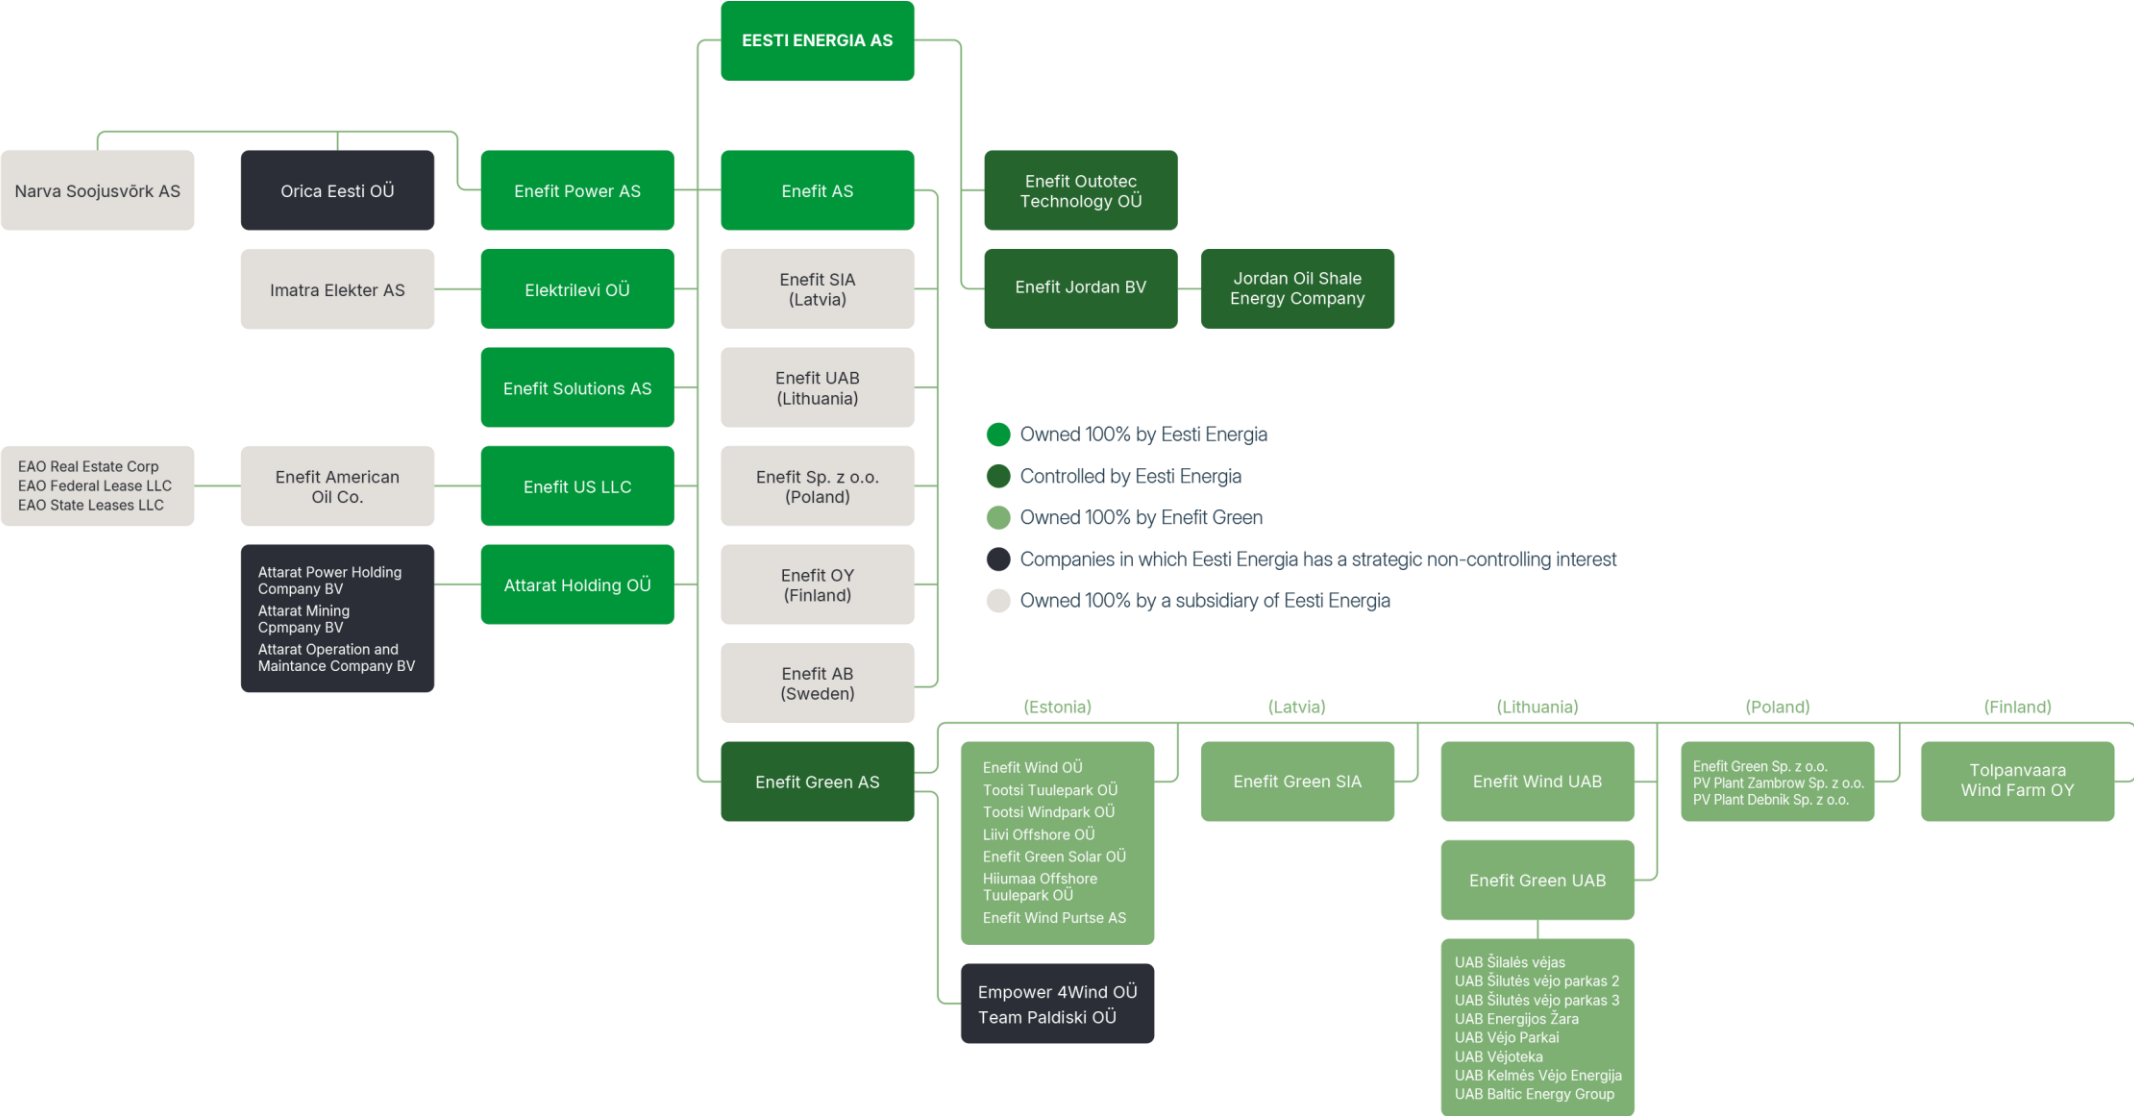 EESTI ENERGIA AS
Narva Soojusvõrk AS
Orica Eesti OÜ
Enefit Power AS
Enefit AS
Enefit Outotec
Technology OÜ
Imatra Elekter AS
Elektrilevi OÜ
Enefit SIA
(Latvia)
Enefit Jordan BV
Jordan Oil Shale
Energy Company
Enefit Solutions AS
Enefit UAB
(Lithuania)
EAO Real Estate Corp
EAO Federal Lease LLC
EAO State Leases LLC
Enefit American
Oil Co.
Enefit US LLC
Enefit Sp. z o.o.
(Poland)
Attarat Power Holding
Company BV
Attarat Mining
Cpmpany BV
Attarat Operation and
Maintance Company BV
Attarat Holding OÜ
Enefit OY
(Finland)
Enefit AB
(Sweden)
Owned 100% by Eesti Energia
Controlled by Eesti Energia
Owned 100% by Enefit Green
Companies in which Eesti Energia has a strategic non-controlling interest
Owned 100% by a subsidiary of Eesti Energia
Enefit Green AS
(Estonia)
Enefit Wind OÜ
Tootsi Tuulepark OÜ
Tootsi Windpark OÜ
Liivi Offshore OÜ
Enefit Green Solar OÜ
Hiiumaa Offshore
Tuulepark OÜ
Enefit Wind Purtse AS
Empower 4Wind OÜ
Team Paldiski OÜ
(Latvia)
Enefit Green SIA
(Lithuania)
Enefit Wind UAB
Enefit Green UAB
UAB Šilalės vėjas
UAB Šilutės vėjo parkas 2
UAB Šilutės vėjo parkas 3
UAB Energijos Žara
UAB Vėjo Parkai
UAB Vėjoteka
UAB Kelmės Vėjo Energija
UAB Baltic Energy Group
(Poland)
Enefit Green Sp. z o.o.
PV Plant Zambrow Sp. z o.o.
PV Plant Debnik Sp. z o.o.
(Finland)
Tolpanvaara
Wind Farm OY